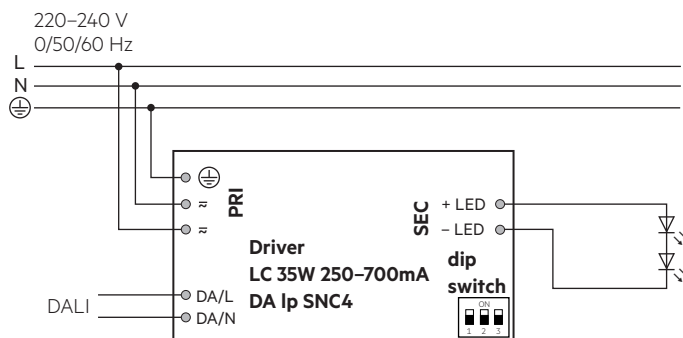 220–240 V
0/50/60 Hz
L
N
PRI
SEC
+ LED
– LED
Driver
LC 35W 250–700mA
DA lp SNC4
dip
switch
ON
1 2 3
DALI
DA/L
DA/N